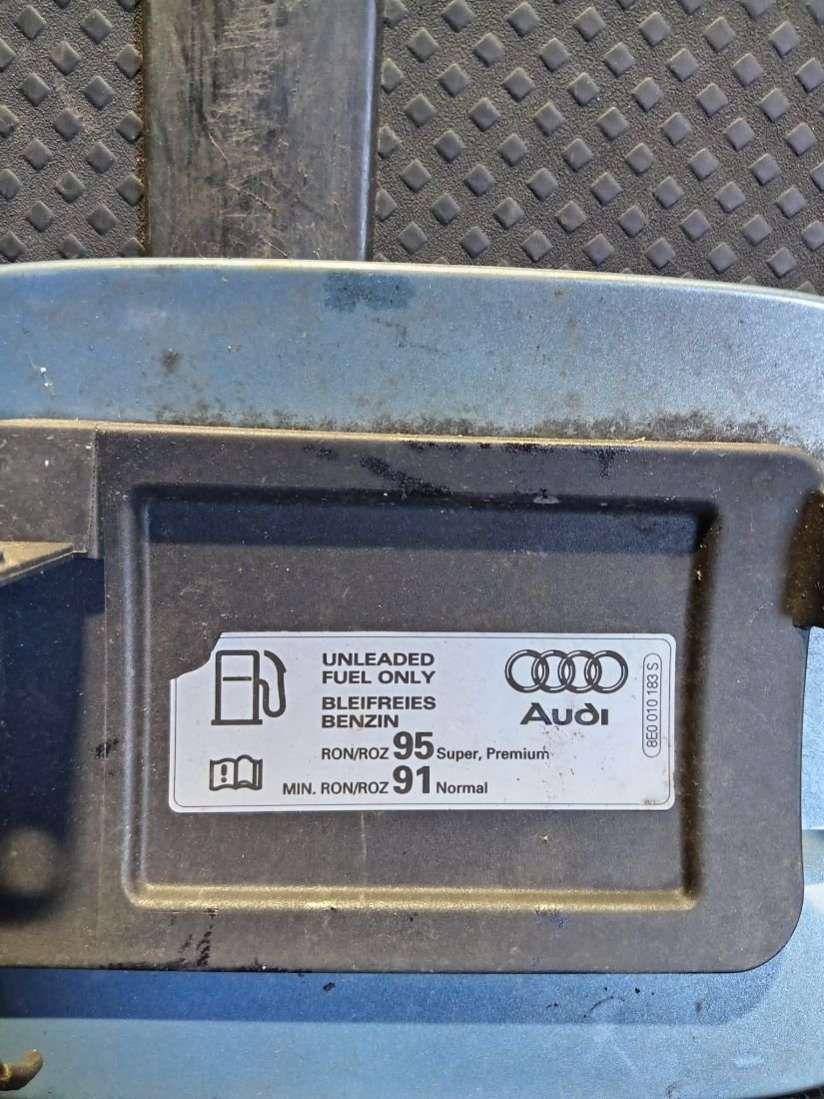 UNLEADED
FUEL ONLY
BLEIFREIES
BENZIN
RON/ROZ 95 Super, Premium
MIN. RON/ROZ 91 Normal
Audi
8E0 010 183 S